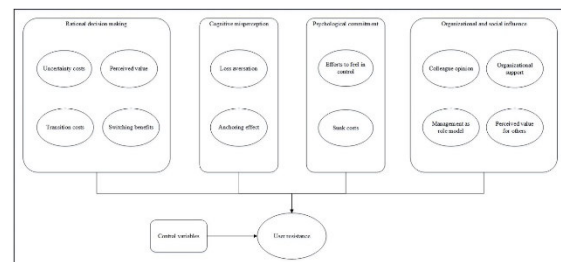 Rational decision making
Cognitive misperception
Psychological commitment
Organizational and social influence
Uncertainty costs
Perceived value
Loss aversation
Efforts to feel in
control
Colleague opinion
Organizational
support
Transition costs
Switching benefits
Anchoring effect
Sunk costs
Management as
role model
Perceived value
for others
Control variables
User resistance